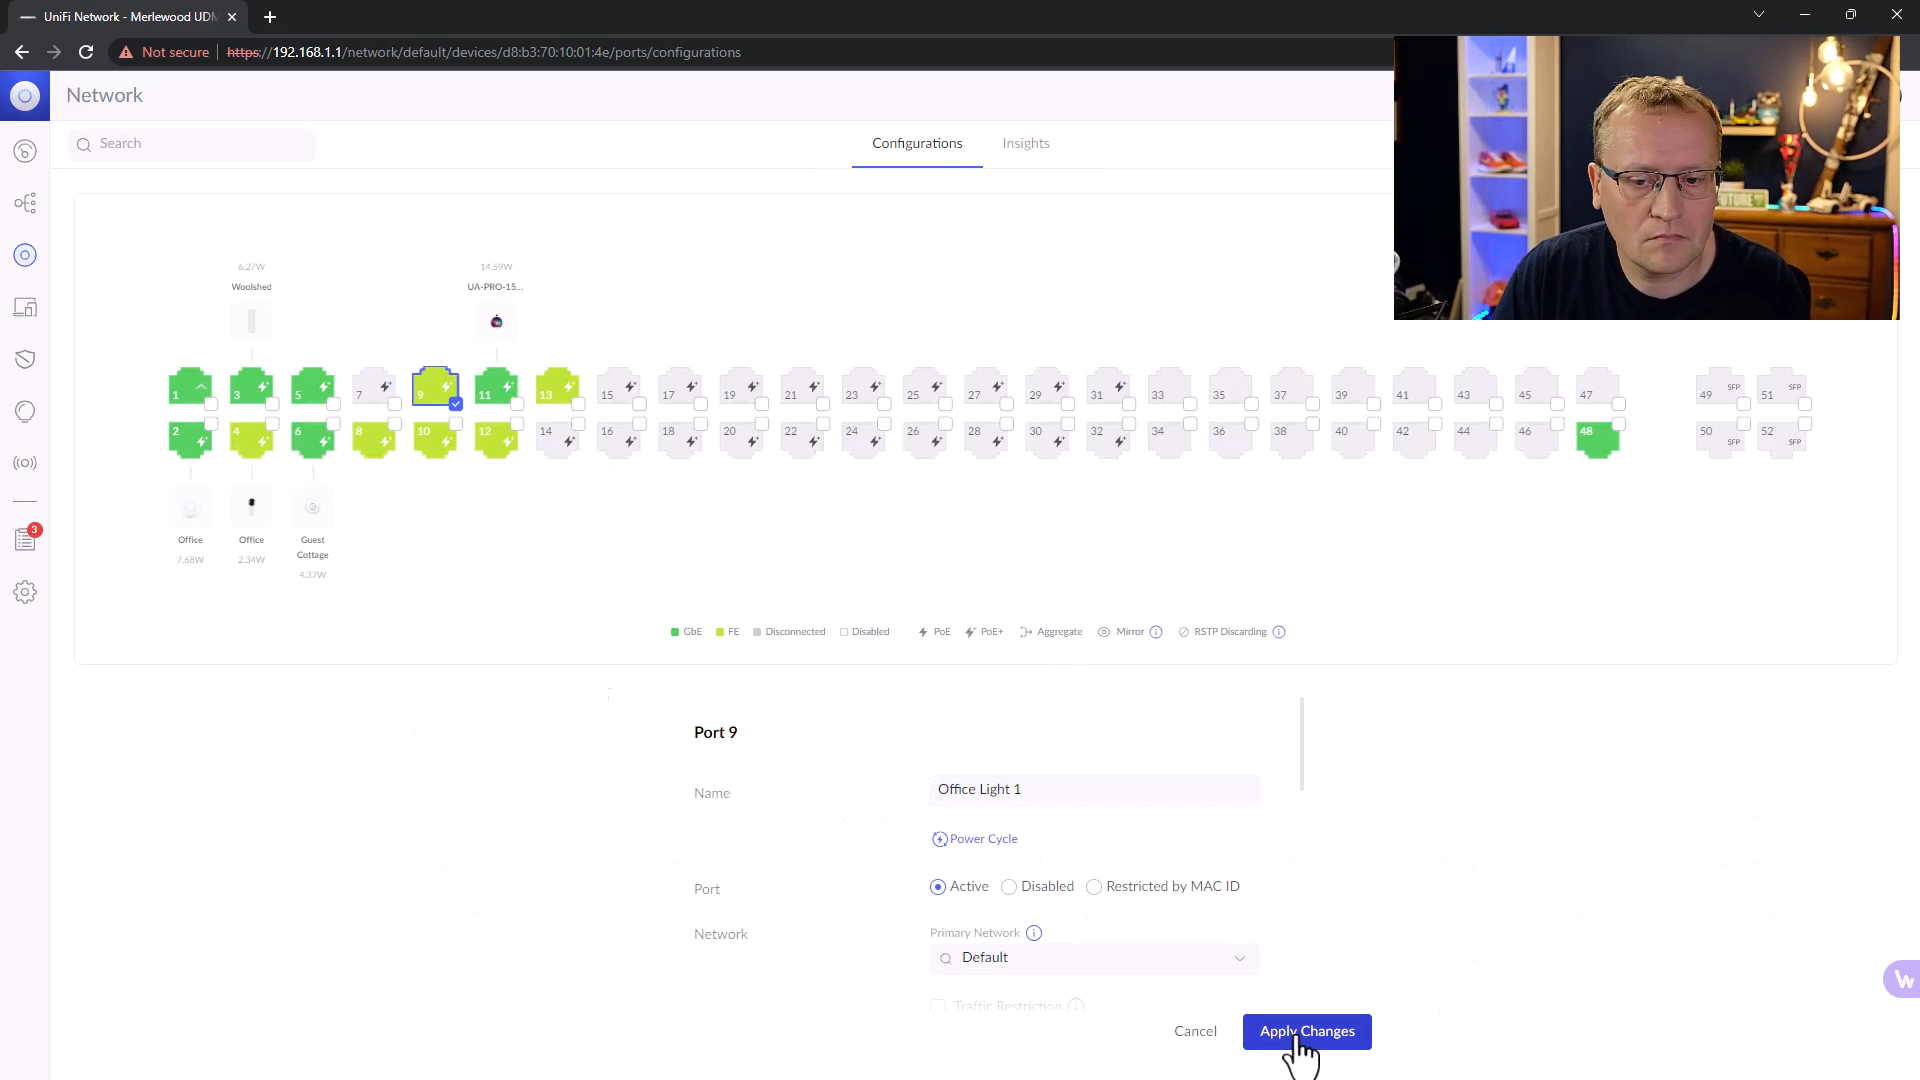 UniFi Network - Merlewood UDM
Not secure
https://192.168.1.1/network/default/devices/d8:b3:70:10:01:4e/ports/configurations
Network
Search
Configurations
Insights
6.27W
Woolshed
14.59W
UA-PRO-15...
1 3 5 7 9 11 13 15 17 19 21 23 25 27 29 31 33 35 37 39 41 43 45 47 49 SFP 51 SFP
2 4 6 8 10 12 14 16 18 20 22 24 26 28 30 32 34 36 38 40 42 44 46 48 50 SFP 52 SFP
Office
7.68W
Office
2.34W
Guest
Cottage
4.37W
3
GbE FE Disconnected Disabled PoE PoE+ Aggregate Mirror RSTP Discarding
Port 9
Name
Office Light 1
Power Cycle
Port
Active Disabled Restricted by MAC ID
Network
Primary Network
Default
Traffic Restriction
Cancel
Apply Changes